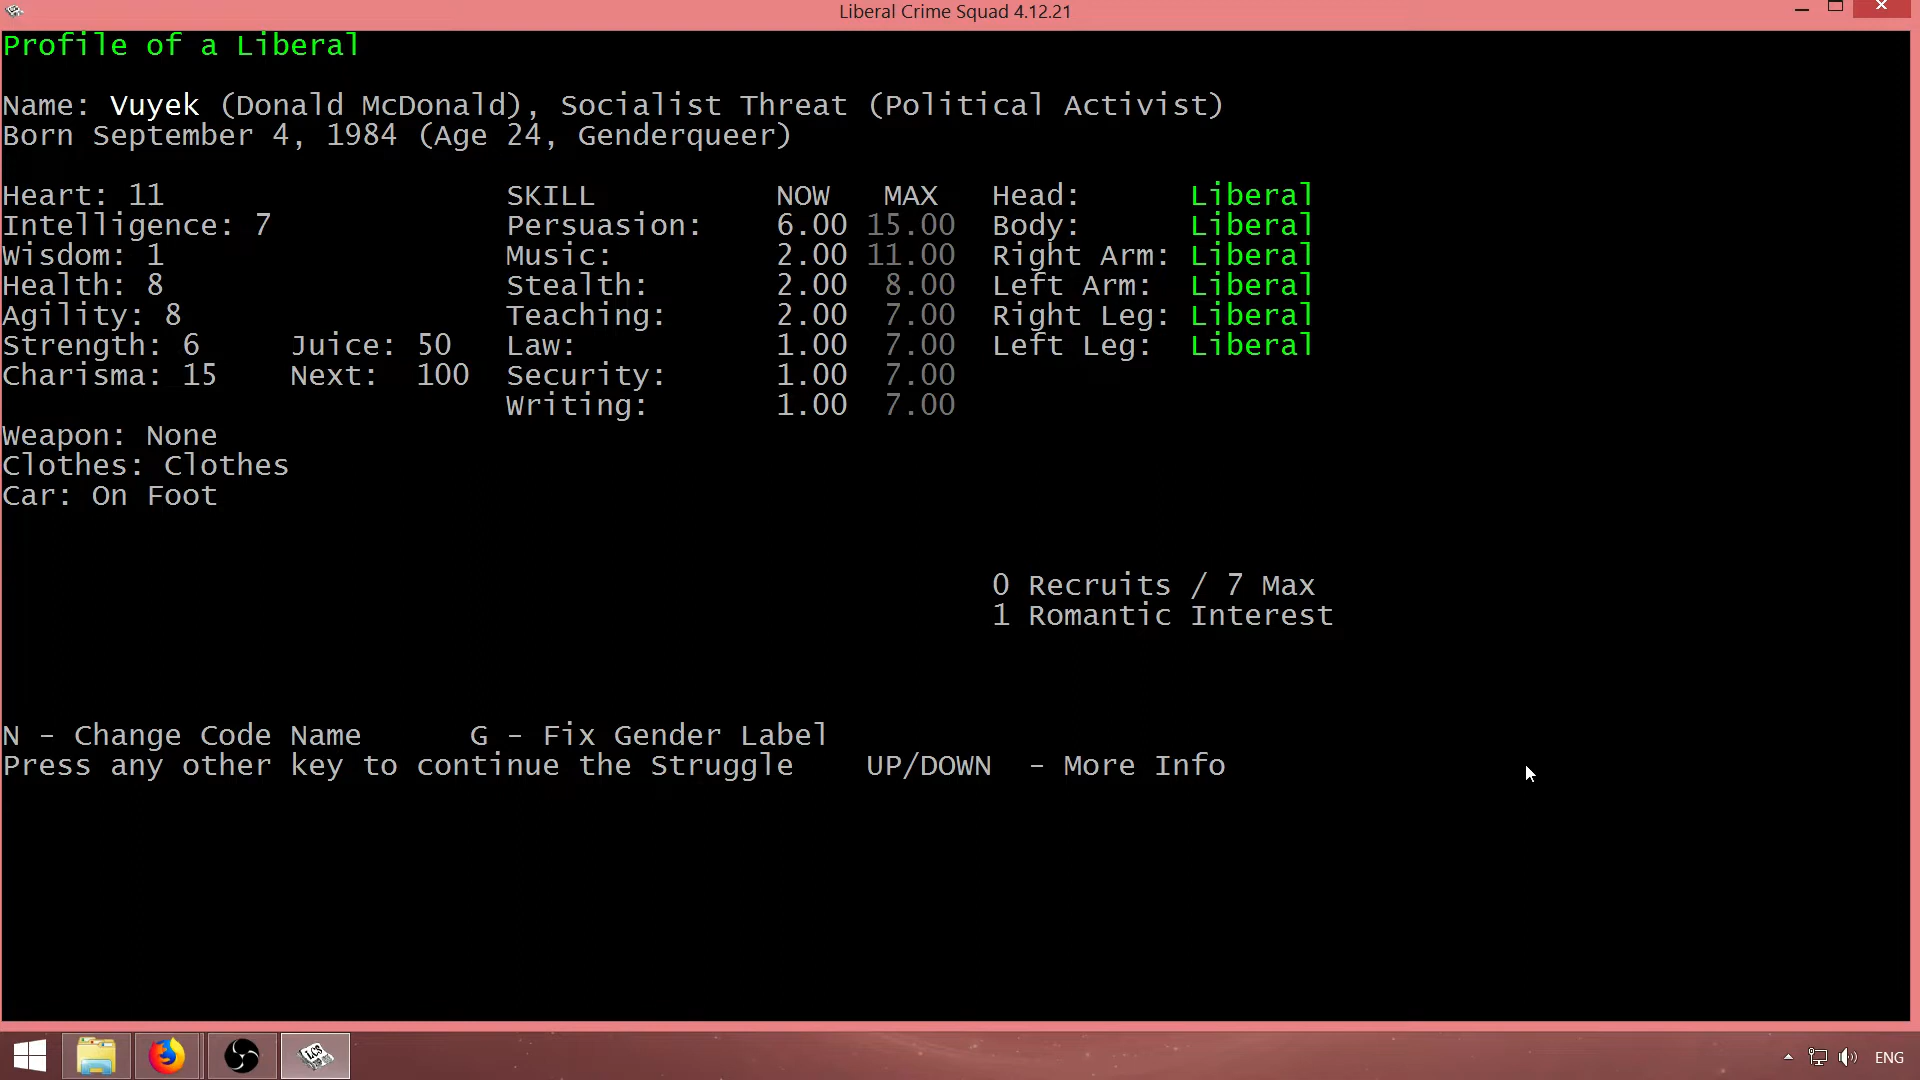 Liberal Crime Squad 4.12.21
Profile of a Liberal
Name: Vuyek (Donald McDonald), Socialist Threat (Political Activist)
Born September 4, 1984 (Age 24, Genderqueer)
Heart: 11 SKILL NOW MAX Head: Liberal
Intelligence: 7 Persuasion: 6.00 15.00 Body: Liberal
Wisdom: 1 Music: 2.00 11.00 Right Arm: Liberal
Health: 8 Stealth: 2.00 8.00 Left Arm: Liberal
Agility: 8 Teaching: 2.00 7.00 Right Leg: Liberal
Strength: 6 Juice: 50 Law: 1.00 7.00 Left Leg: Liberal
Charisma: 15 Next: 100 Security: 1.00 7.00
Writing: 1.00 7.00
Weapon: None
Clothes: Clothes
Car: On Foot
0 Recruits / 7 Max
1 Romantic Interest
N - Change Code Name G - Fix Gender Label
Press any other key to continue the Struggle UP/DOWN - More Info
LCS
ENG